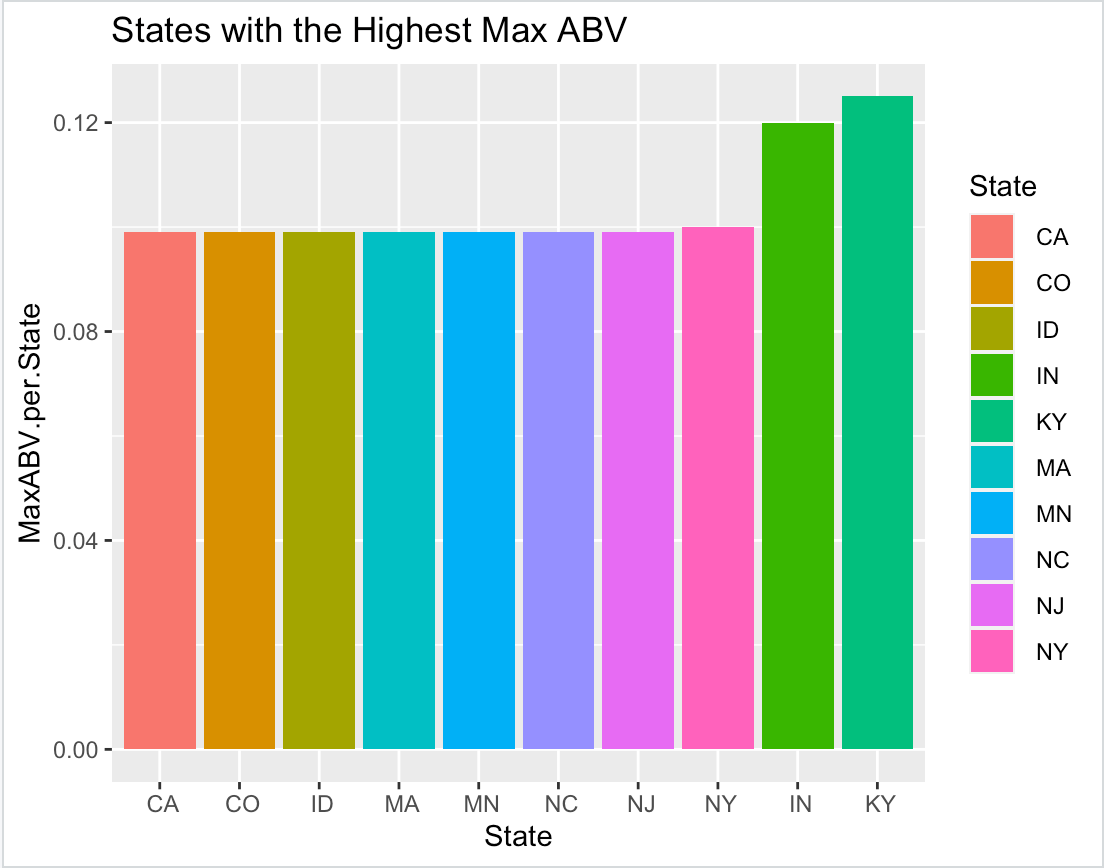 States with the Highest Max ABV
MaxABV.per.State
0.12
0.08
0.04
0.00
CA CO ID MA MN NC NJ NY IN KY
State
State
CA
CO
ID
IN
KY
MA
MN
NC
NJ
NY